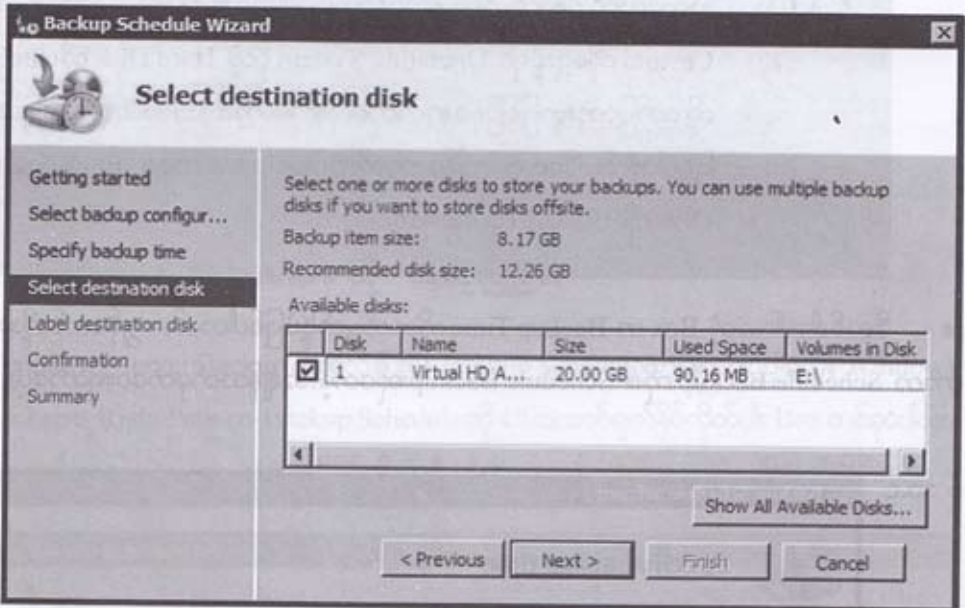 Backup Schedule Wizard
Select destination disk
Getting started
Select backup configur...
Specify backup time
Select destination disk
Label destination disk
Confirmation
Summary
Select one or more disks to store your backups. You can use multiple backup
disks if you want to store disks offsite.
Backup item size: 8.17 GB
Recommended disk size: 12.26 GB
Available disks:
Disk Name Size Used Space Volumes in Disk
1 Virtual HD A... 20.00 GB 90.16 MB E:\
Show All Available Disks...
< Previous Next > Finish Cancel